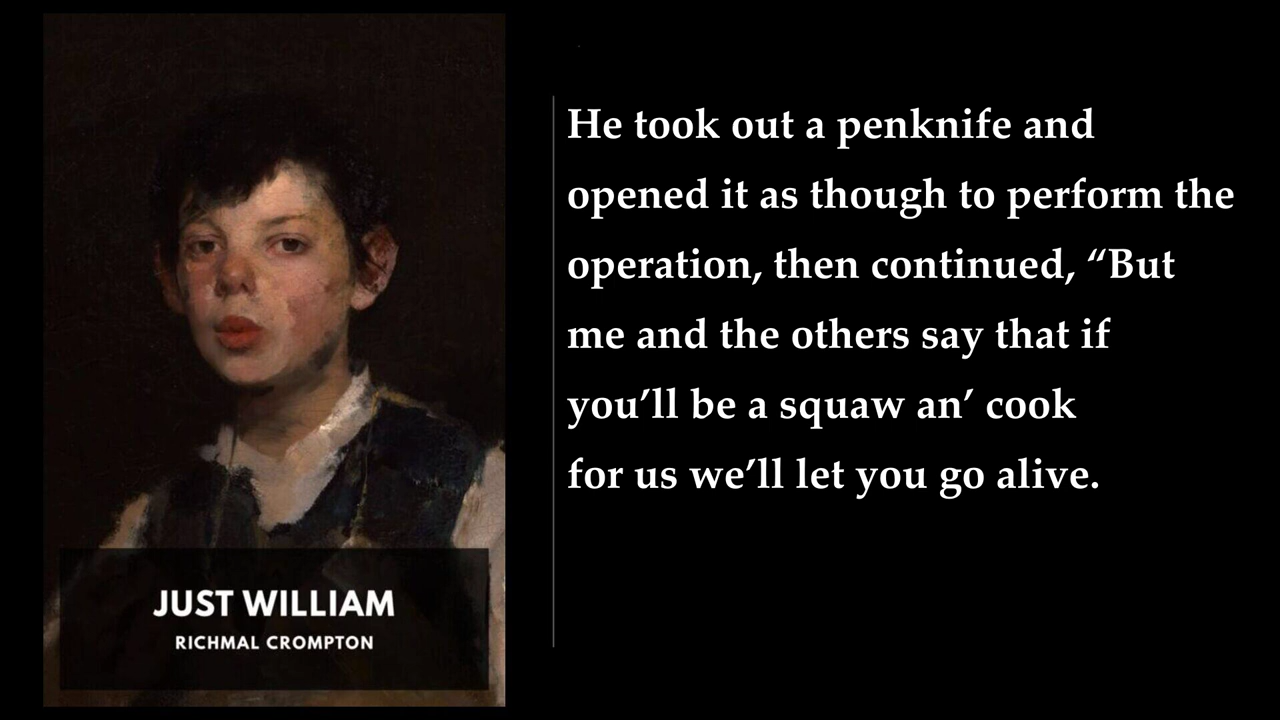 JUST WILLIAM
RICHMAL CROMPTON
He took out a penknife and
opened it as though to perform the
operation, then continued, “But
me and the others say that if
you’ll be a squaw an’ cook
for us we’ll let you go alive.